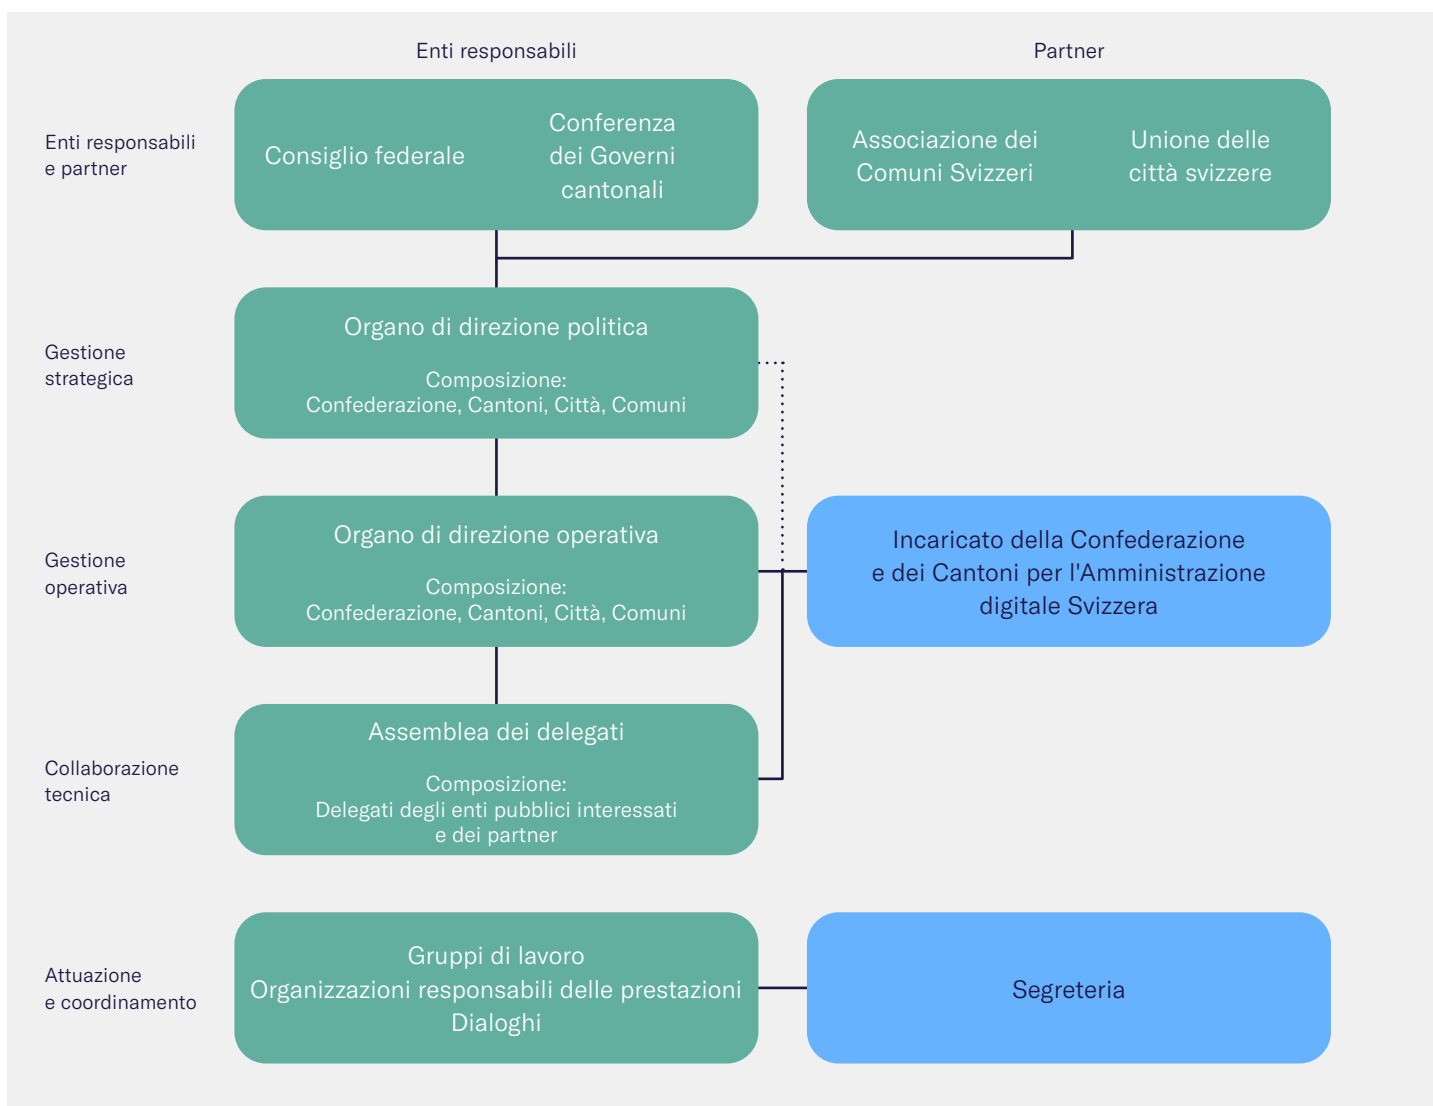 Enti responsabili
Partner
Enti responsabili
e partner
Consiglio federale
Conferenza
dei Governi
cantonali
Associazione dei
Comuni Svizzeri
Unione delle
città svizzere
Gestione
strategica
Organo di direzione politica
Composizione:
Confederazione, Cantoni, Città, Comuni
Gestione
operativa
Organo di direzione operativa
Composizione:
Confederazione, Cantoni, Città, Comuni
Incaricato della Confederazione
e dei Cantoni per l'Amministrazione
digitale Svizzera
Collaborazione
tecnica
Assemblea dei delegati
Composizione:
Delegati degli enti pubblici interessati
e dei partner
Attuazione
e coordinamento
Gruppi di lavoro
Organizzazioni responsabili delle prestazioni
Dialoghi
Segreteria